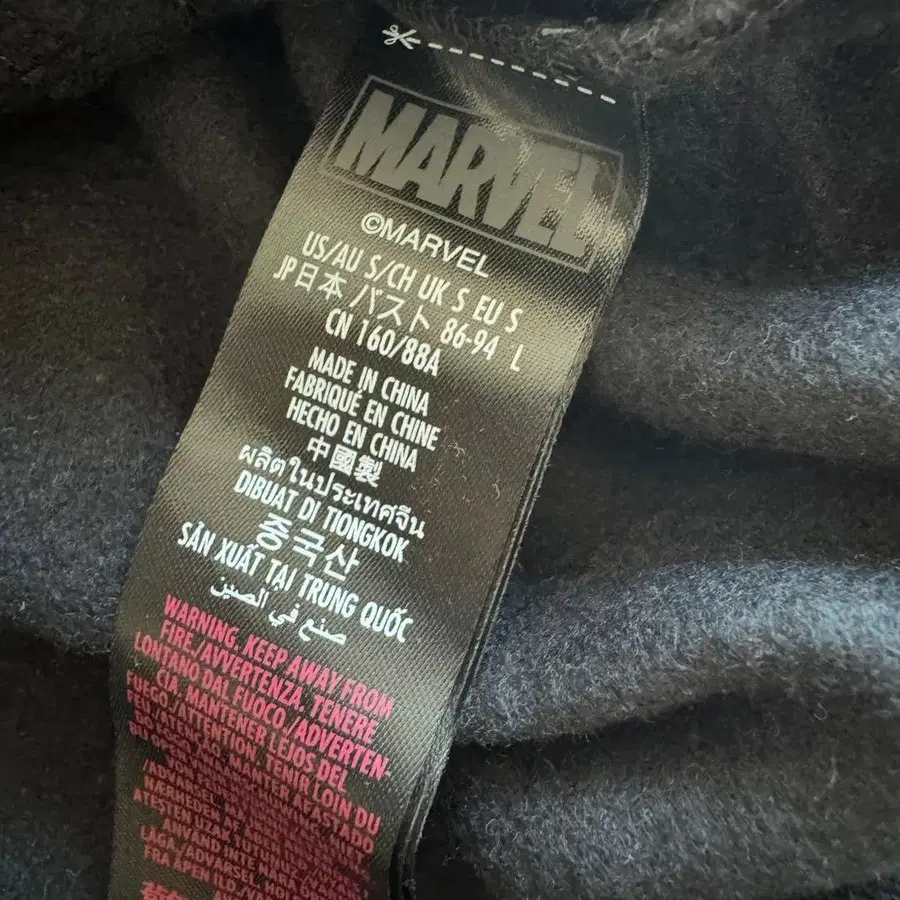 MARVEL
©MARVEL
US/AU S/CH UK S EU S
JP日本 バスト 86-94 L
CN 160/88A
MADE IN CHINA
FABRIQUÉ EN CHINE
HECHO EN CHINA
中國製
ผลิตในประเทศจีน
DIBUAT DI TIONGKOK
중국산
SẢN XUẤT TẠI TRUNG QUỐC
صنع في الصين
WARNING, KEEP AWAY FROM
FIRE./AVVERTENZA, TENERE
LONTANO DAL FUOCO /ADVERTEN-
CIA, MANTENER LEJOS DEL
FUEGO /ATTENTION, TENIR LOIN DU